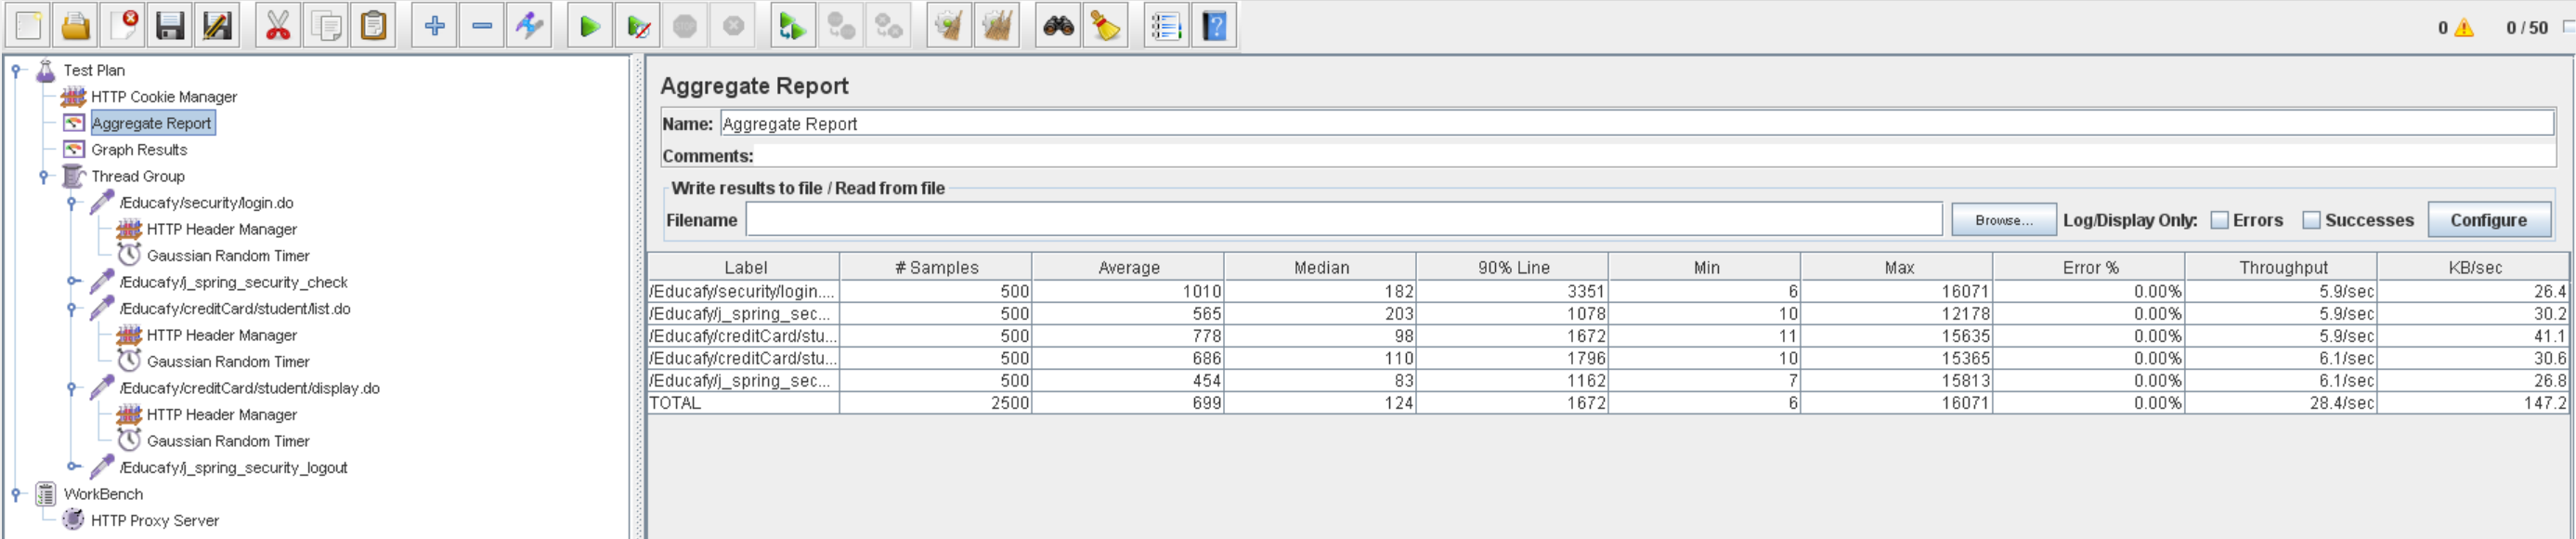 0 0 / 50
Test Plan
HTTP Cookie Manager
Aggregate Report
Graph Results
Thread Group
/Educafy/security/login.do
HTTP Header Manager
Gaussian Random Timer
/Educafy/j_spring_security_check
/Educafy/creditCard/student/list.do
HTTP Header Manager
Gaussian Random Timer
/Educafy/creditCard/student/display.do
HTTP Header Manager
Gaussian Random Timer
/Educafy/j_spring_security_logout
WorkBench
HTTP Proxy Server
Aggregate Report
Name: Aggregate Report
Comments:
Write results to file / Read from file
Filename Browse... Log/Display Only: Errors Successes Configure
Label # Samples Average Median 90% Line Min Max Error % Throughput KB/sec
/Educafy/security/login.... 500 1010 182 3351 6 16071 0.00% 5.9/sec 26.4
/Educafy/j_spring_sec... 500 565 203 1078 10 12178 0.00% 5.9/sec 30.2
/Educafy/creditCard/stu... 500 778 98 1672 11 15635 0.00% 5.9/sec 41.1
/Educafy/creditCard/stu... 500 686 110 1796 10 15365 0.00% 6.1/sec 30.6
/Educafy/j_spring_sec... 500 454 83 1162 7 15813 0.00% 6.1/sec 26.8
TOTAL 2500 699 124 1672 6 16071 0.00% 28.4/sec 147.2